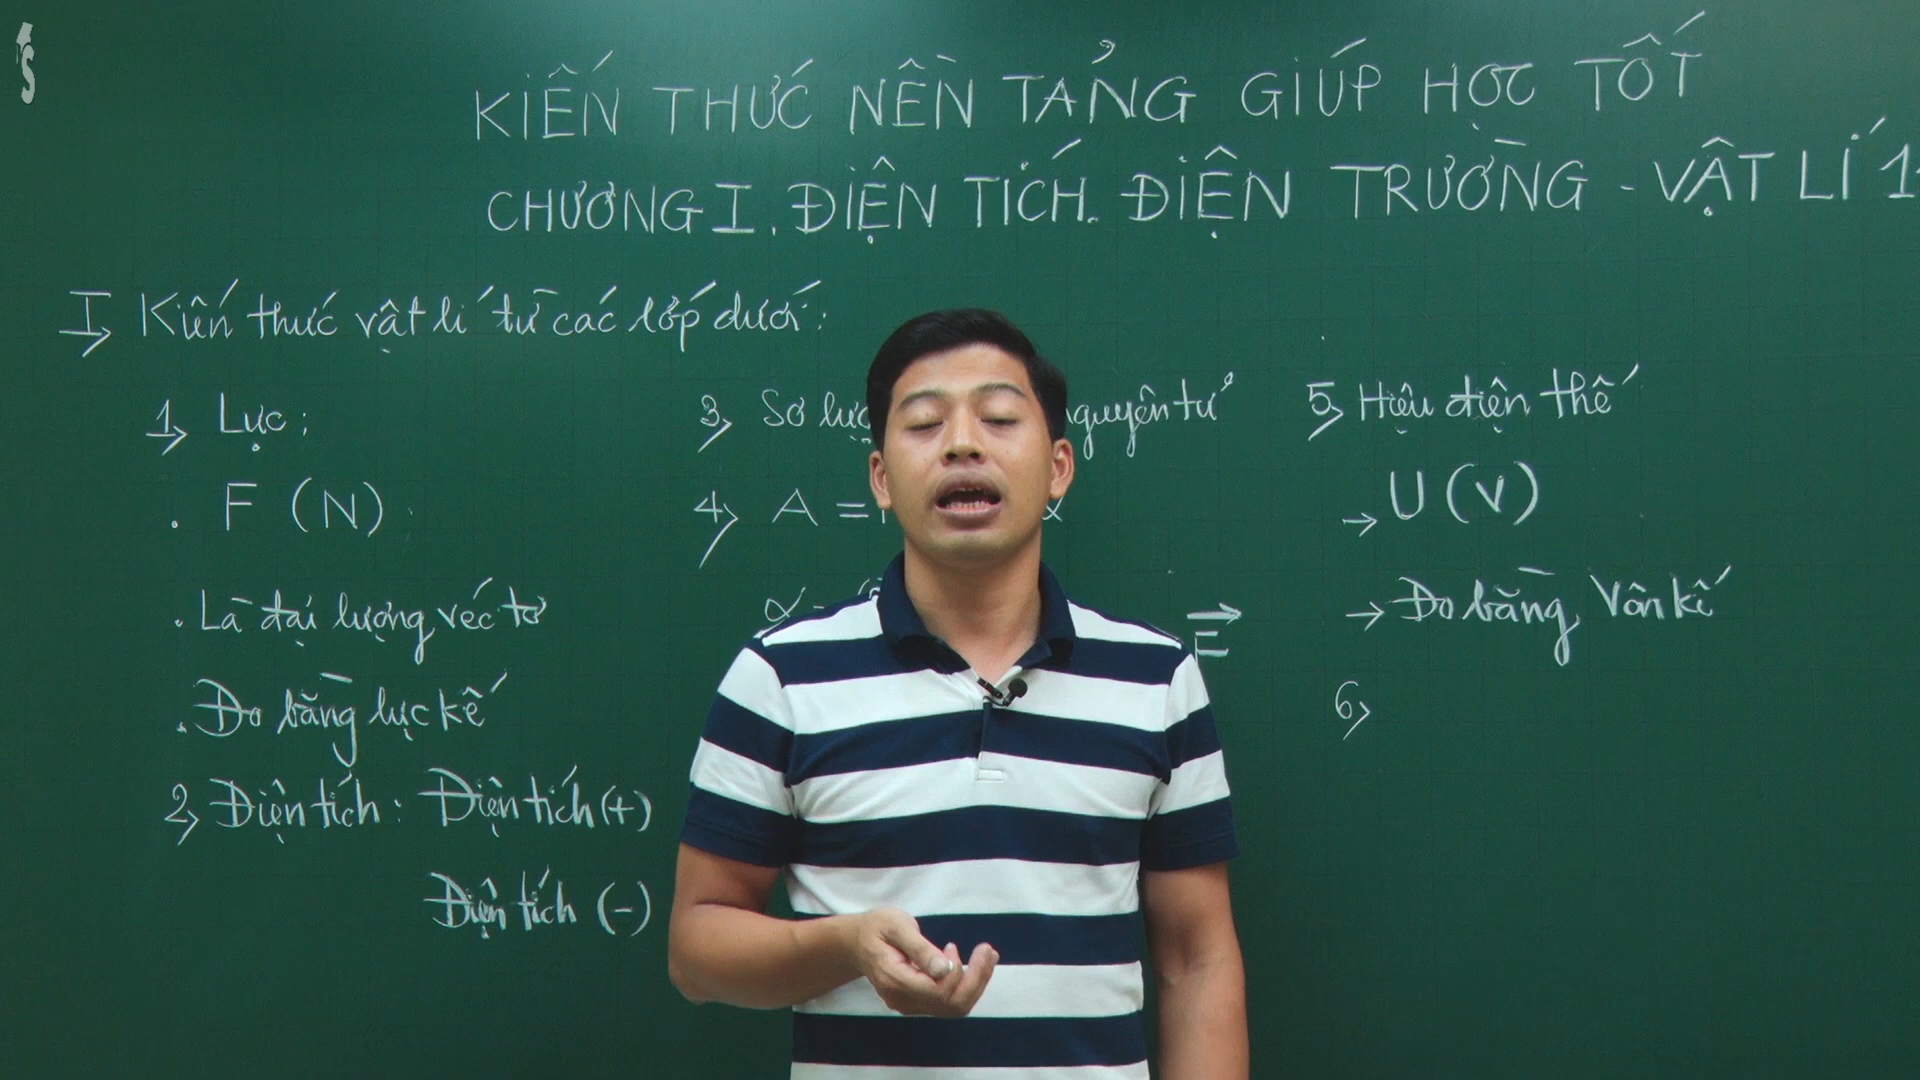 KIẾN THỨC NỀN TẢNG GIÚP HỌC TỐT
CHƯƠNG I. ĐIỆN TÍCH. ĐIỆN TRƯỜNG - VẬT LÍ 1
I, Kiến thức vật lí từ các lớp dưới:
1, Lực:
. F (N)
. Là đại lượng véc tơ
. Đo bằng lực kế
2, Điện tích: Điện tích (+)
Điện tích (-)
3, Sơ nguyên tử
4, A =
α
F
5, Hiệu điện thế
→ U (V)
→ Đo bằng Vôn kế
6,
S